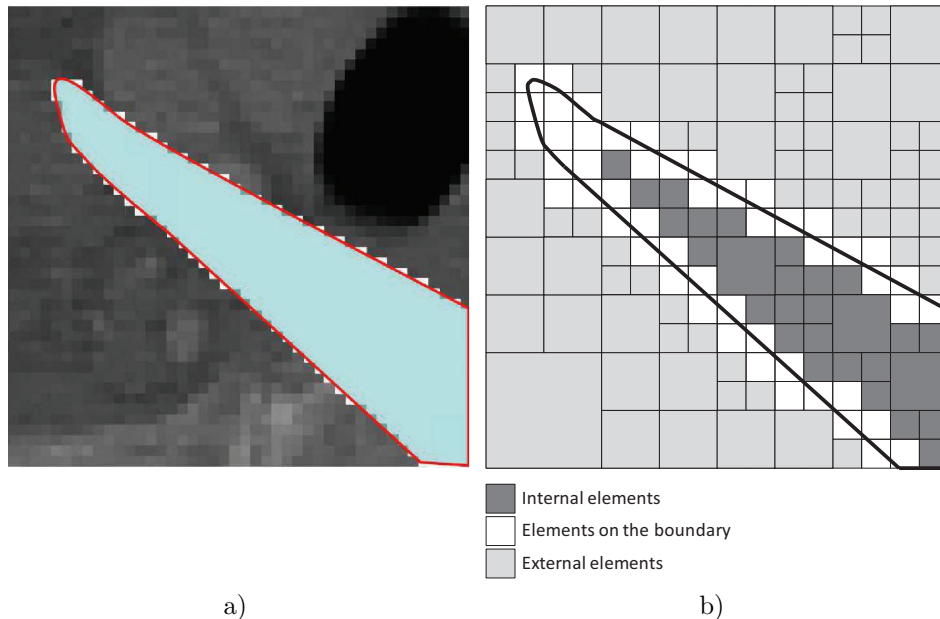 Internal elements
Elements on the boundary
External elements
a)
b)